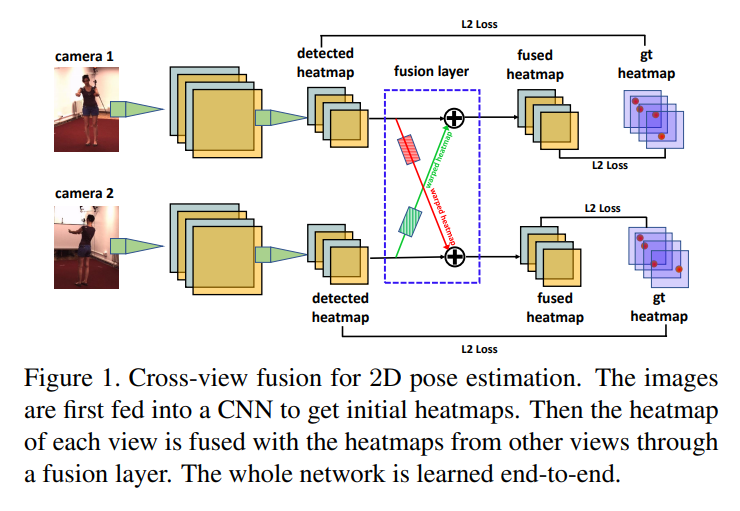 L2 Loss
camera 1
detected
heatmap
fusion layer
fused
heatmap
gt
heatmap
warped heatmap
L2 Loss
camera 2
warped heatmap
L2 Loss
detected
heatmap
fused
heatmap
gt
heatmap
L2 Loss
Figure 1. Cross-view fusion for 2D pose estimation. The images
are first fed into a CNN to get initial heatmaps. Then the heatmap
of each view is fused with the heatmaps from other views through
a fusion layer. The whole network is learned end-to-end.